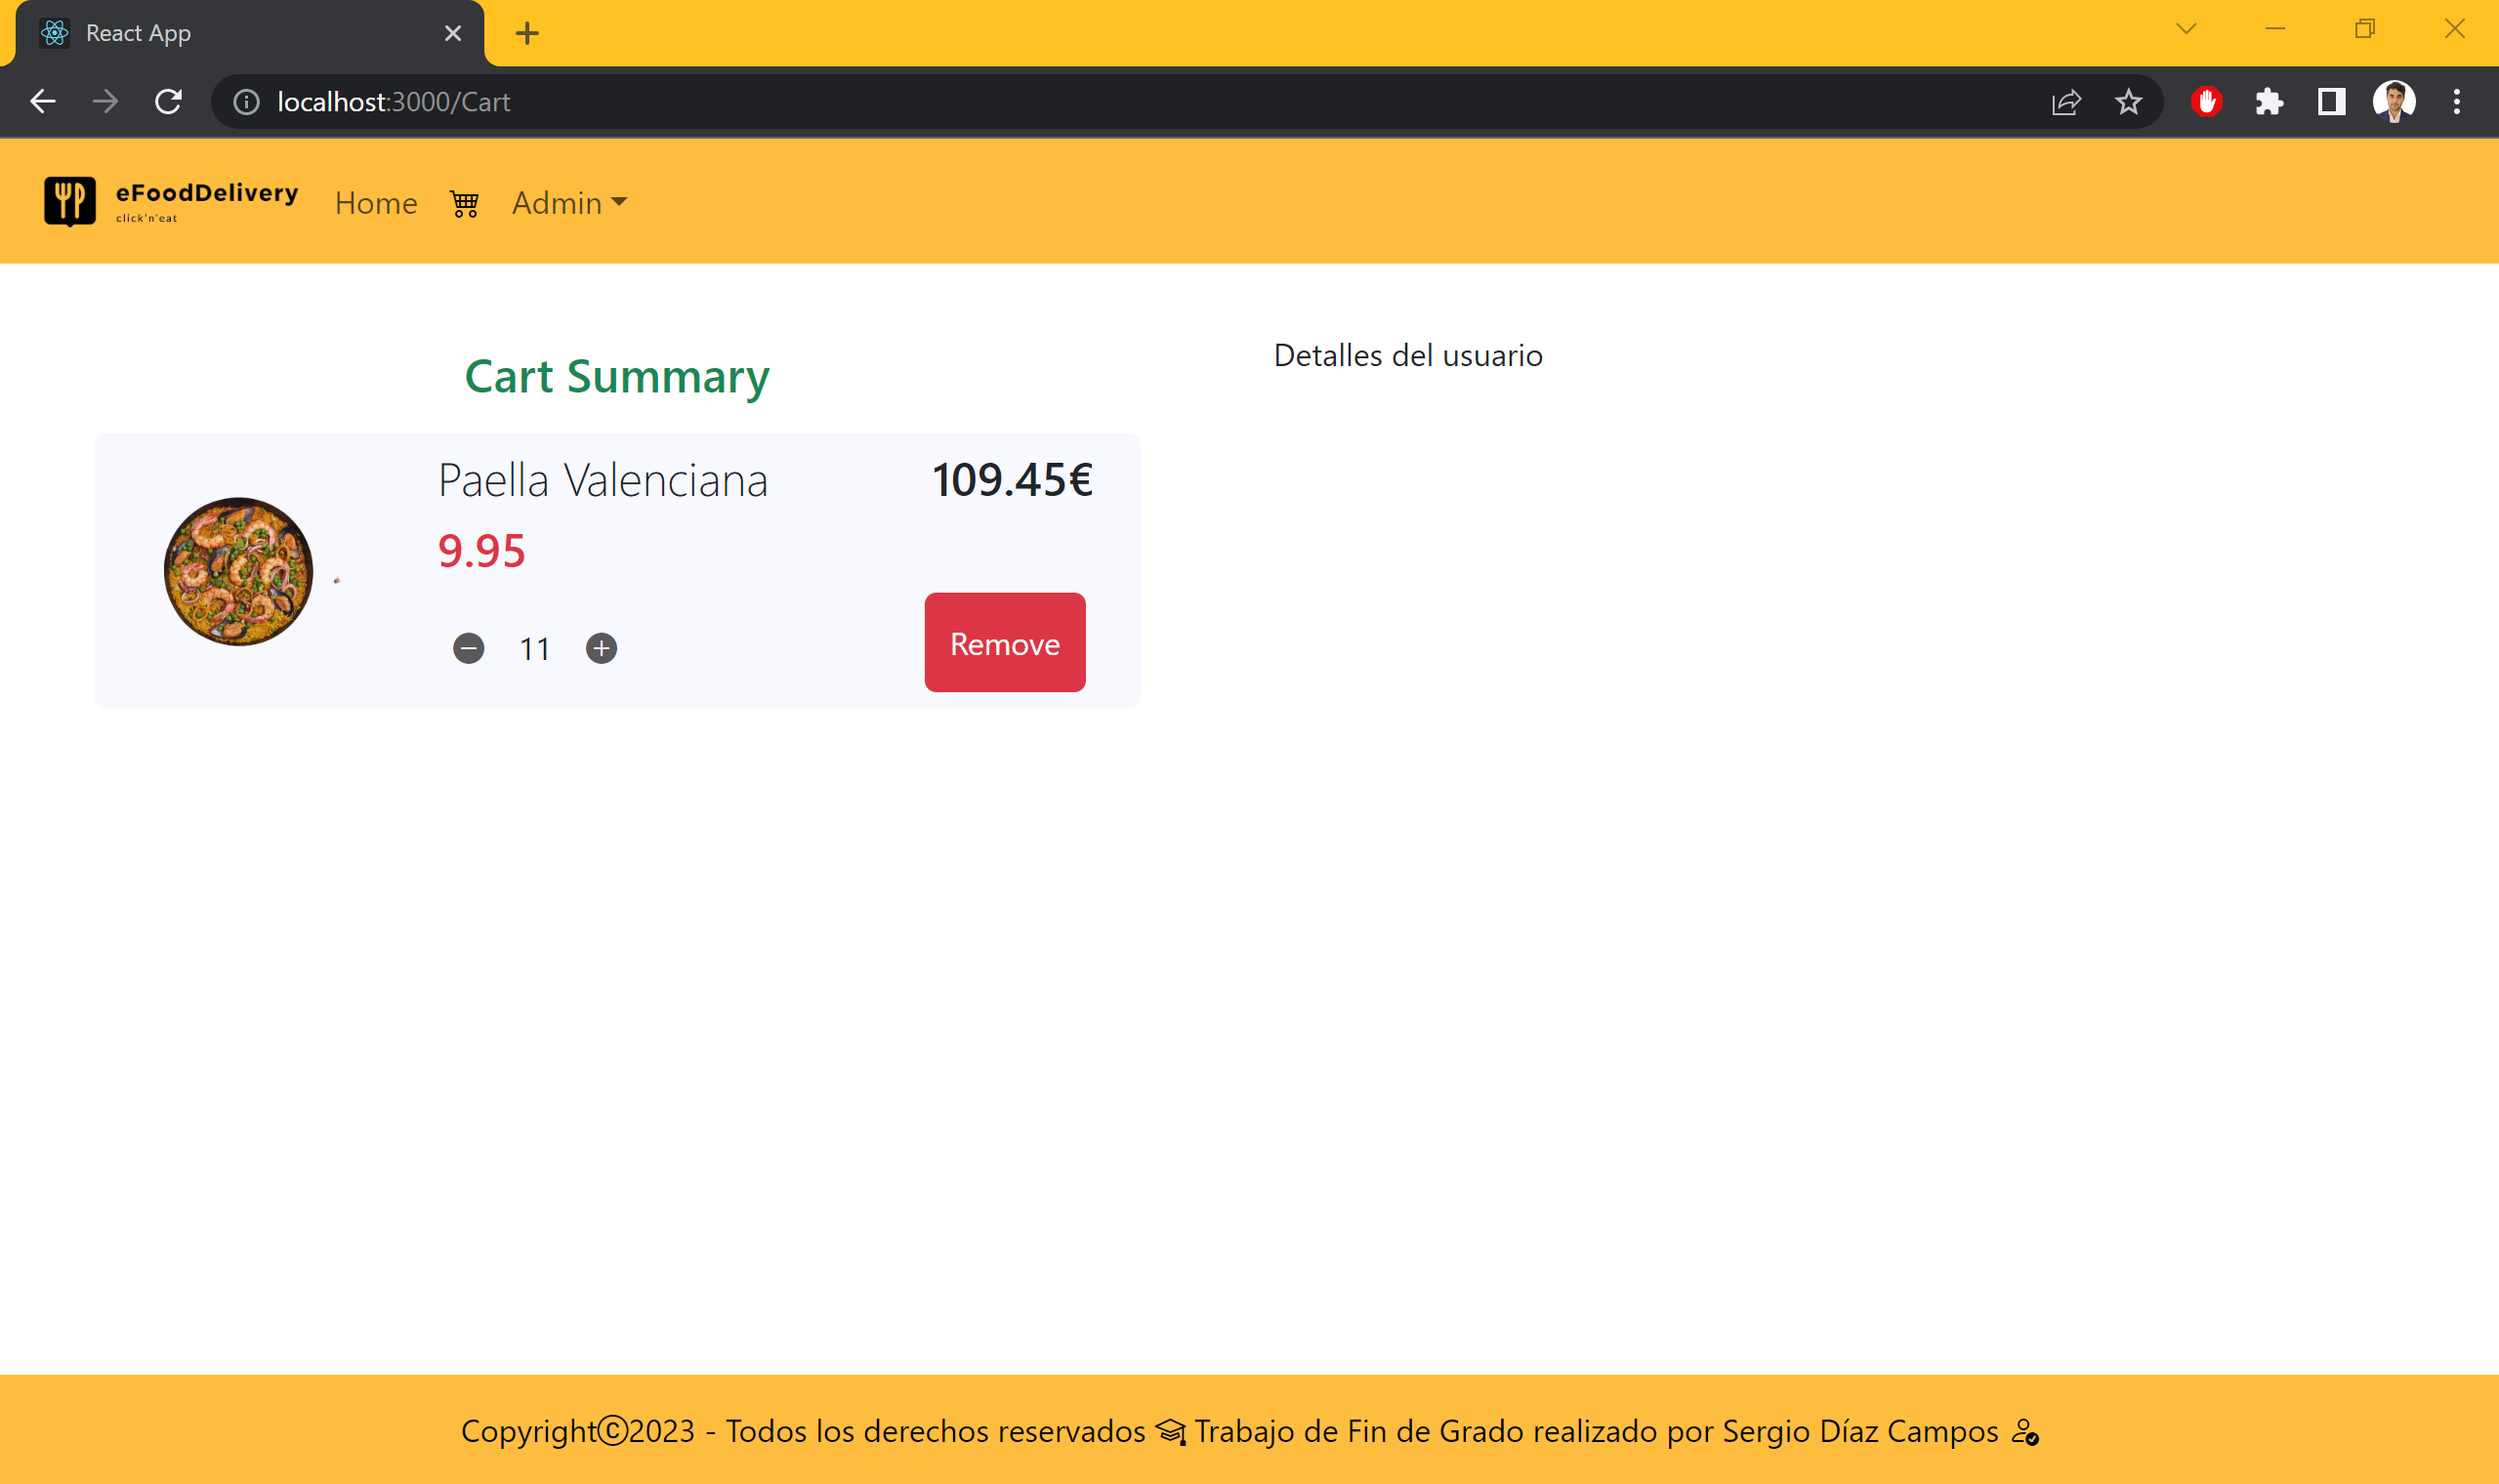 React App
localhost:3000/Cart
eFoodDelivery
click'n'eat
Home
Admin
Cart Summary
Detalles del usuario
Paella Valenciana
109.45€
9.95
11
Remove
Copyright©2023 - Todos los derechos reservados Trabajo de Fin de Grado realizado por Sergio Díaz Campos